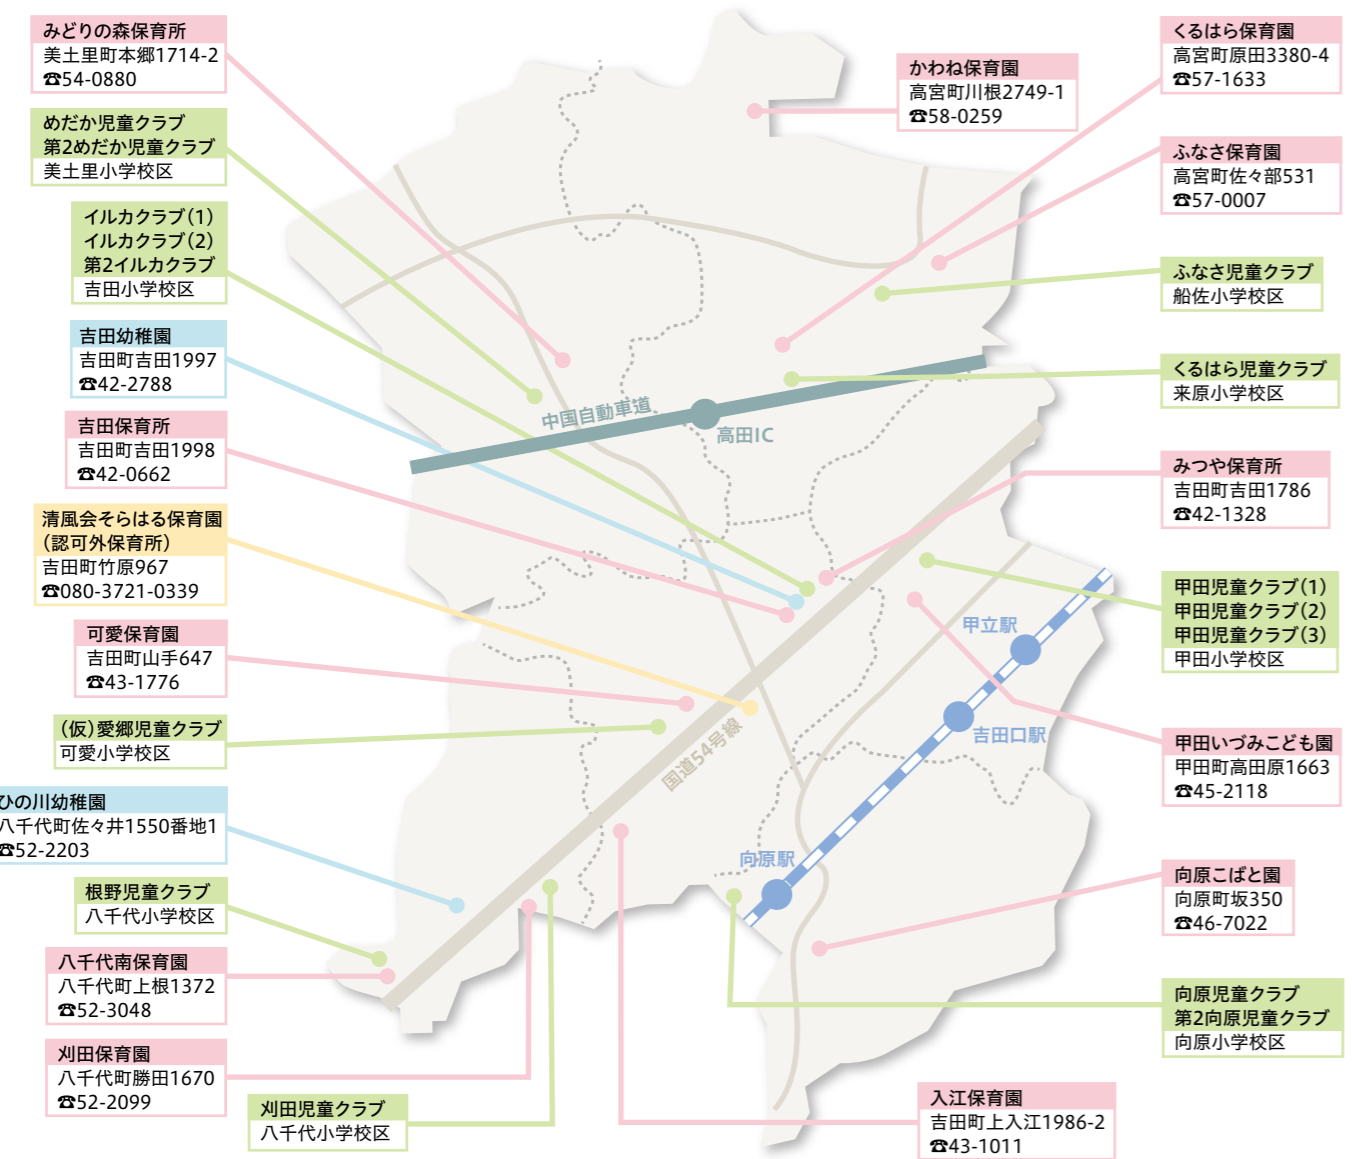 みどりの森保育所
美土里町本郷1714-2
☎54-0880
めだか児童クラブ
第2めだか児童クラブ
美土里小学校区
イルカクラブ(1)
イルカクラブ(2)
第2イルカクラブ
吉田小学校区
吉田幼稚園
吉田町吉田1997
☎42-2788
吉田保育所
吉田町吉田1998
☎42-0662
清風会そらはる保育園
(認可外保育所)
吉田町竹原967
☎080-3721-0339
可愛保育園
吉田町山手647
☎43-1776
(仮)愛郷児童クラブ
可愛小学校区
ひの川幼稚園
八千代町佐々井1550番地1
☎52-2203
根野児童クラブ
八千代小学校区
八千代南保育園
八千代町上根1372
☎52-3048
刈田保育園
八千代町勝田1670
☎52-2099
刈田児童クラブ
八千代小学校区
中国自動車道
高田IC
国道54号線
甲立駅
吉田口駅
向原駅
かわね保育園
高宮町川根2749-1
☎58-0259
くるはら保育園
高宮町原田3380-4
☎57-1633
ふなさ保育園
高宮町佐々部531
☎57-0007
ふなさ児童クラブ
船佐小学校区
くるはら児童クラブ
来原小学校区
みつや保育所
吉田町吉田1786
☎42-1328
甲田児童クラブ(1)
甲田児童クラブ(2)
甲田児童クラブ(3)
甲田小学校区
甲田いづみこども園
甲田町高田原1663
☎45-2118
向原こばと園
向原町坂350
☎46-7022
向原児童クラブ
第2向原児童クラブ
向原小学校区
入江保育園
吉田町上入江1986-2
☎43-1011